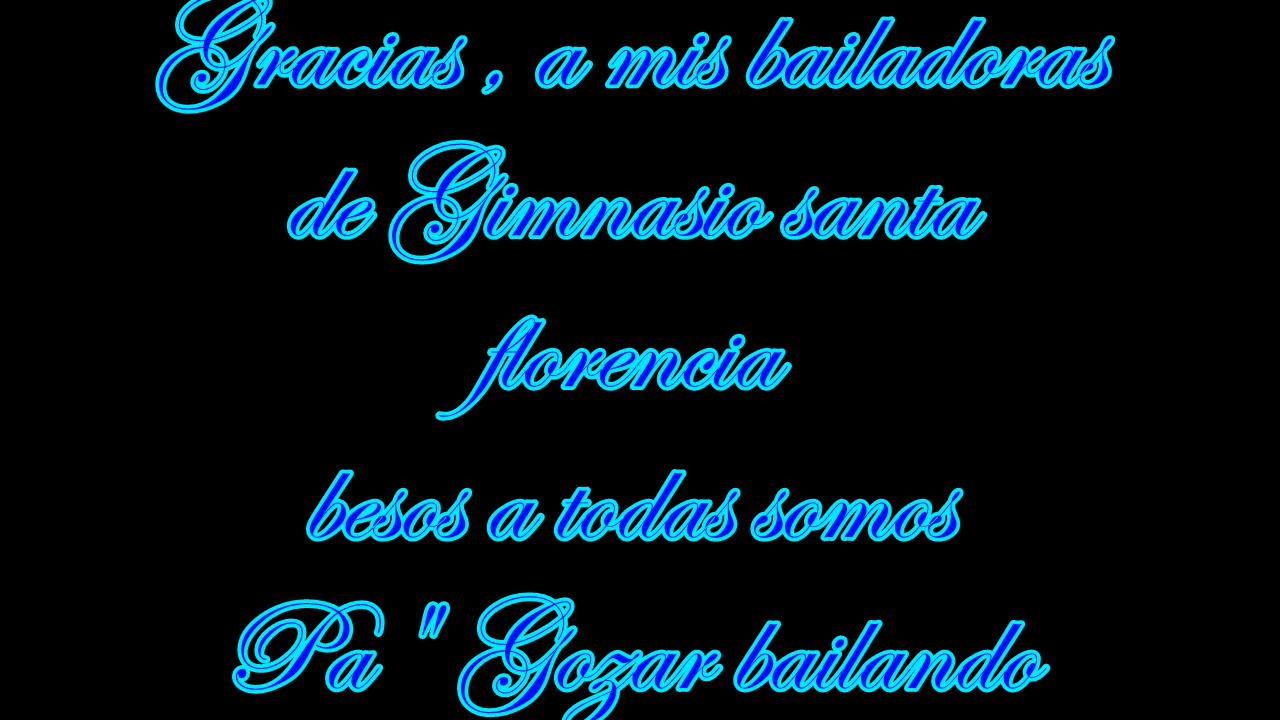 Gracias , a mis bailadoras
de Gimnasio santa
florencia
besos a todas somos
Pa " Gozar bailando